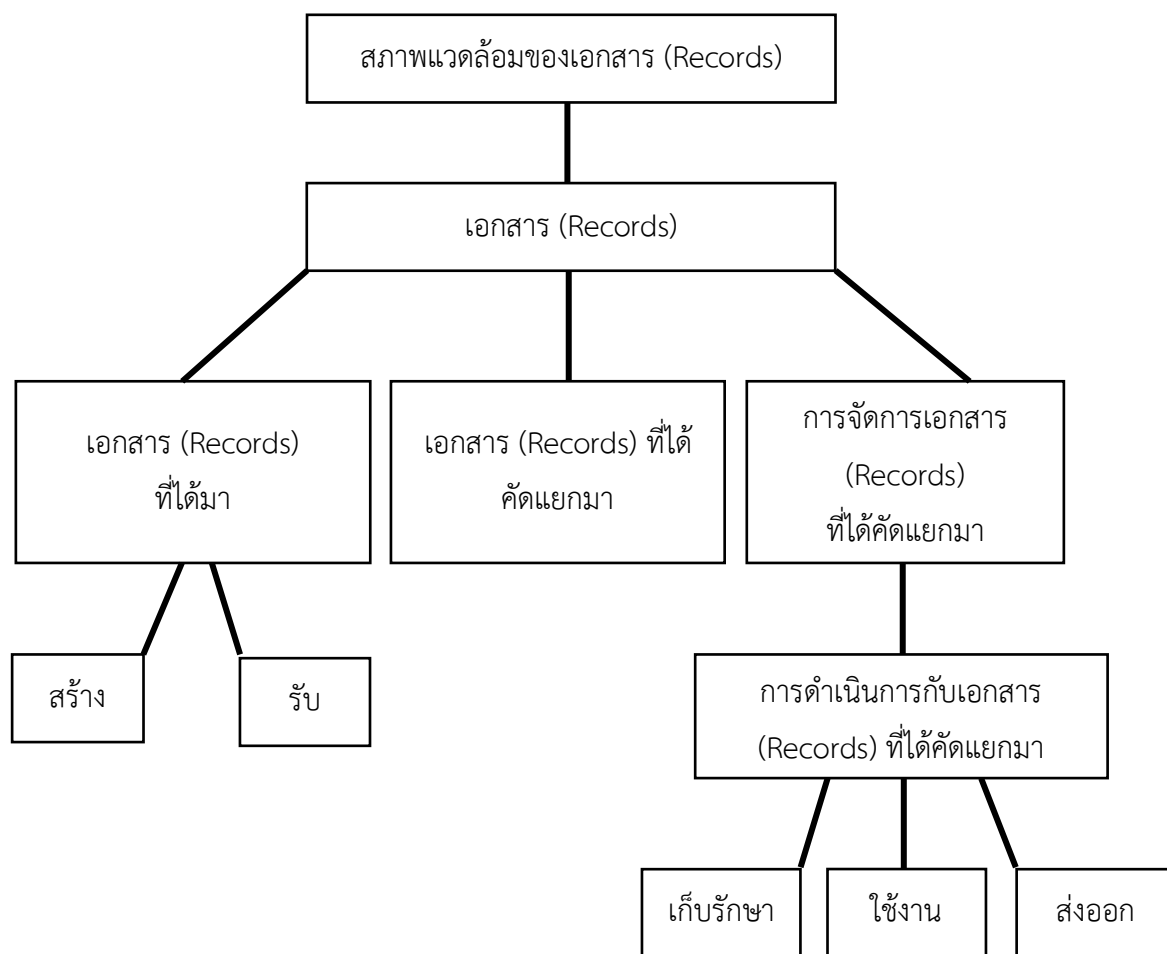 สภาพแวดล้อมของเอกสาร (Records)
เอกสาร (Records)
เอกสาร (Records)
ที่ได้มา
เอกสาร (Records) ที่ได้
คัดแยกมา
การจัดการเอกสาร
(Records)
ที่ได้คัดแยกมา
สร้าง
รับ
การดำเนินการกับเอกสาร
(Records) ที่ได้คัดแยกมา
เก็บรักษา
ใช้งาน
ส่งออก